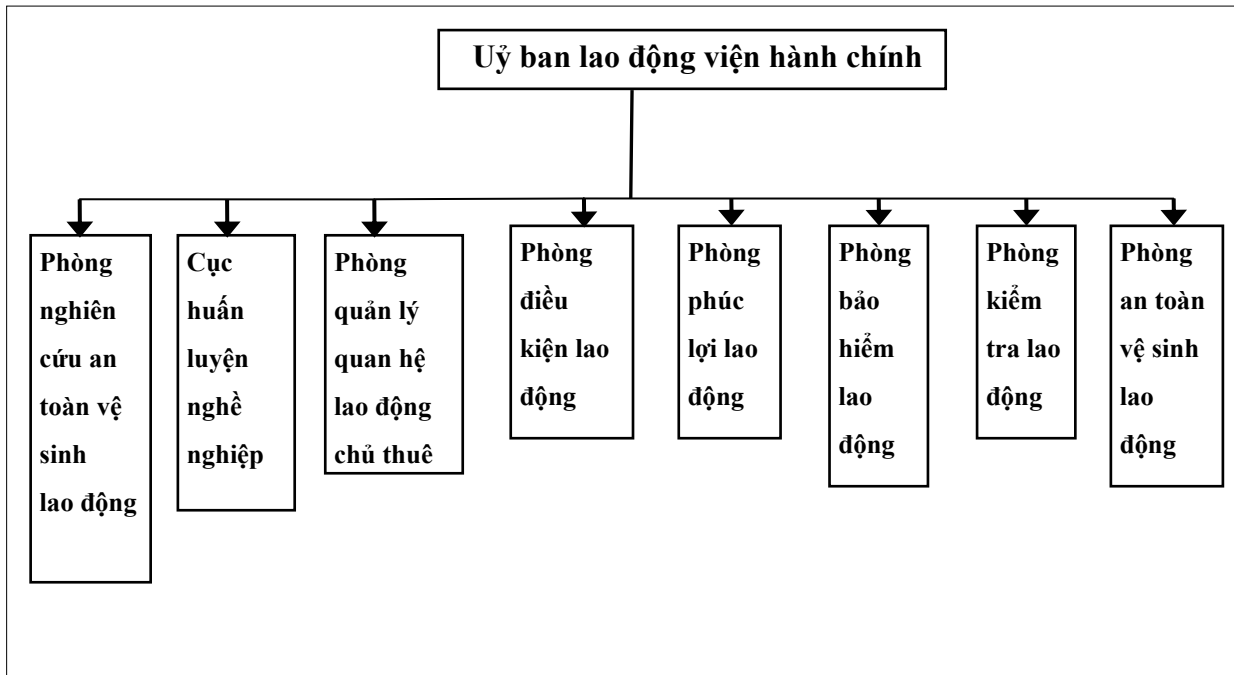 Uỷ ban lao động viện hành chính
Phòng
nghiên
cứu an
toàn vệ
sinh
lao động
Cục
huấn
luyện
nghề
nghiệp
Phòng
quản lý
quan hệ
lao động
chủ thuê
Phòng
điều
kiện lao
động
Phòng
phúc
lợi lao
động
Phòng
bảo
hiểm
lao
động
Phòng
kiểm
tra lao
động
Phòng
an toàn
vệ sinh
lao
động